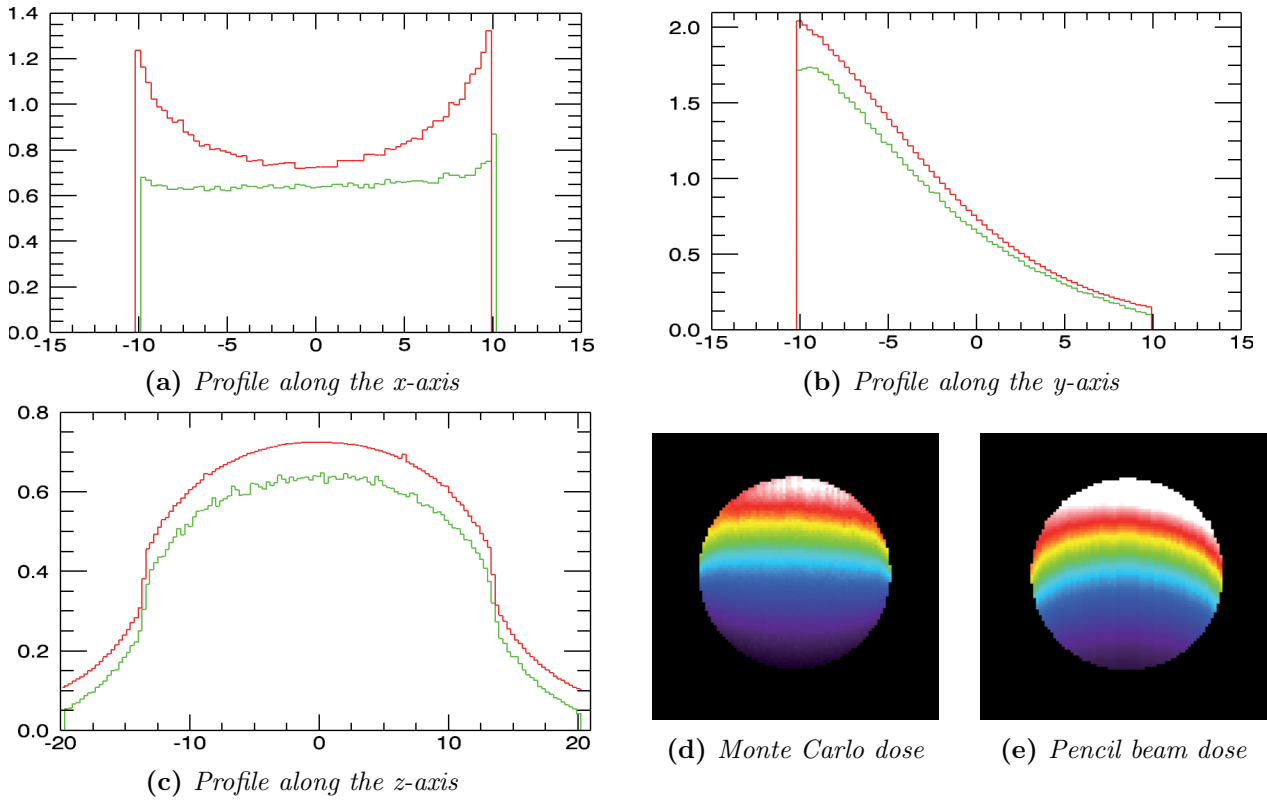 1.4
1.2
1.0
0.8
0.6
0.4
0.2
0.0
-15 -10 -5 0 5 10 15
(a) Profile along the x-axis
2.0
1.5
1.0
0.5
0.0
-15 -10 -5 0 5 10 15
(b) Profile along the y-axis
0.8
0.6
0.4
0.2
0.0
-20 -10 0 10 20
(c) Profile along the z-axis
(d) Monte Carlo dose
(e) Pencil beam dose